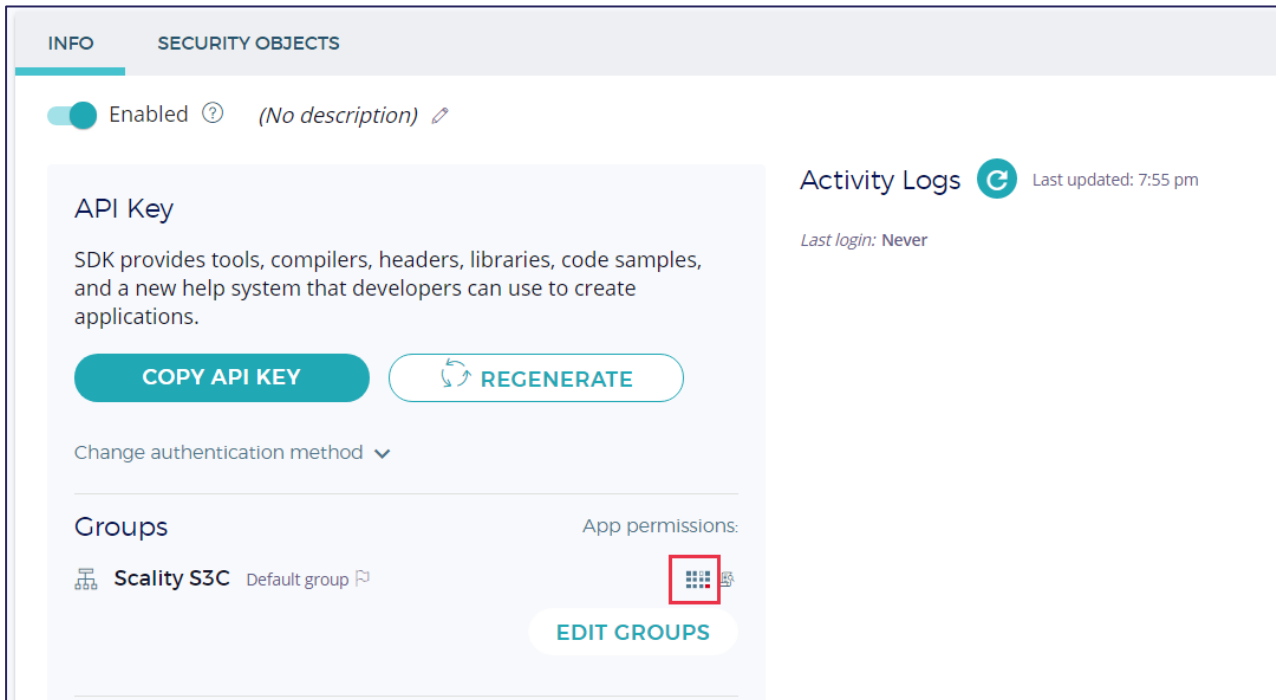 INFO SECURITY OBJECTS
Enabled (No description)
API Key
SDK provides tools, compilers, headers, libraries, code samples,
and a new help system that developers can use to create
applications.
COPY API KEY REGENERATE
Change authentication method
Groups App permissions:
Scality S3C Default group
EDIT GROUPS
Activity Logs Last updated: 7:55 pm
Last login: Never